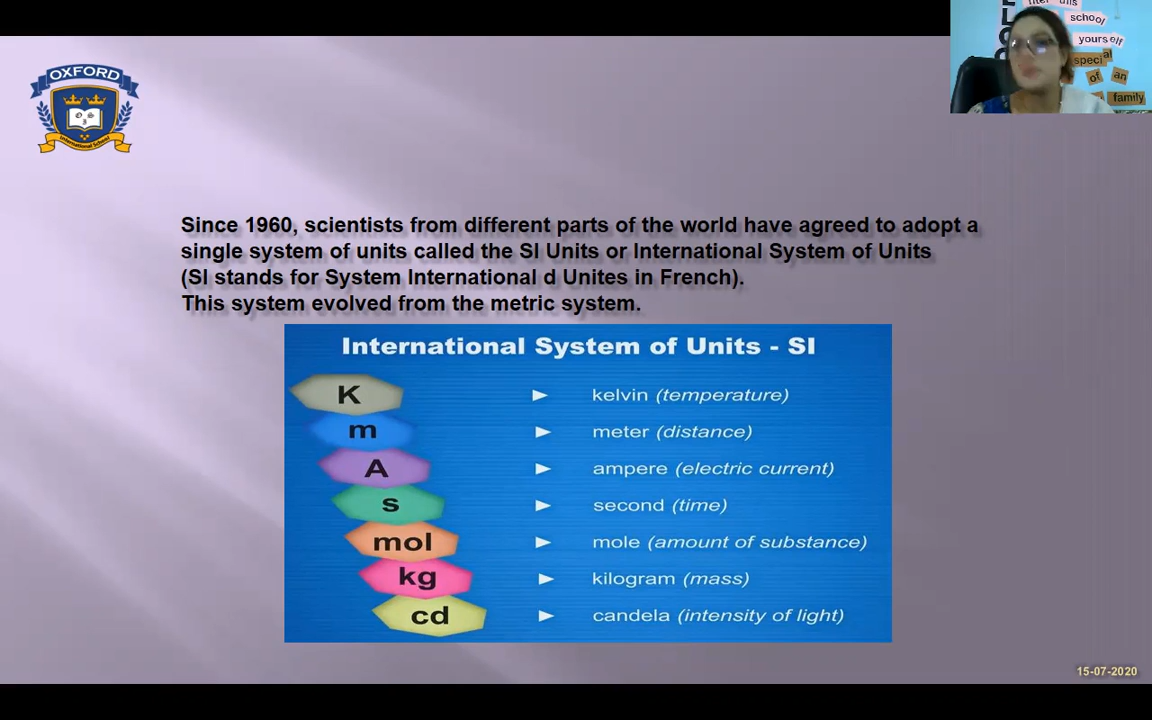 OXFORD
International School
school
yourself
special
of an
family
Since 1960, scientists from different parts of the world have agreed to adopt a
single system of units called the SI Units or International System of Units
(SI stands for System International d Unites in French).
This system evolved from the metric system.
International System of Units - SI
K ► kelvin (temperature)
m ► meter (distance)
A ► ampere (electric current)
s ► second (time)
mol ► mole (amount of substance)
kg ► kilogram (mass)
cd ► candela (intensity of light)
15-07-2020